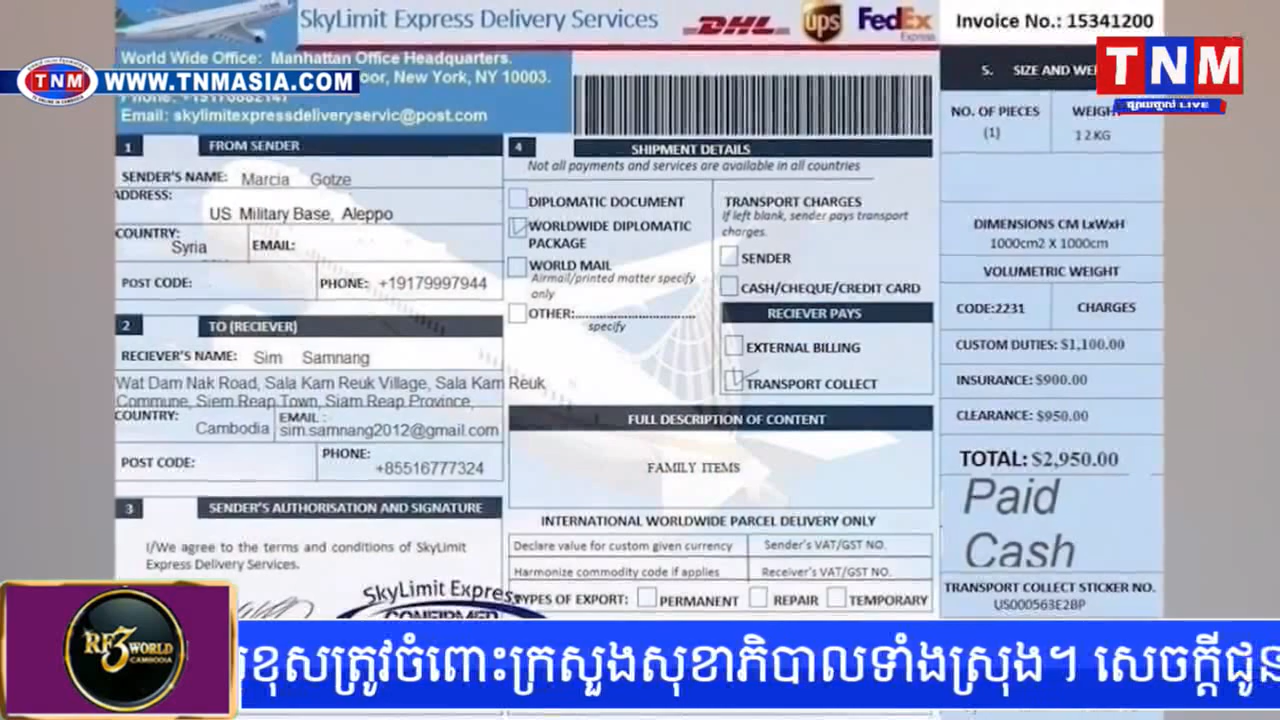 SkyLimit Express Delivery Services
DHL
ups
FedEx
Express
Invoice No.: 15341200
World Wide Office: Manhattan Office Headquarters.
oor, New York, NY 10003.
Email: skylimitexpressdeliveryservic@post.com
TNM
WWW.TNMASIA.COM
TNM
LIVE
1 FROM SENDER
SENDER'S NAME: Marcia Gotze
ADDRESS:
US Military Base, Aleppo
COUNTRY: Syria
EMAIL:
POST CODE:
PHONE: +19179997944
2 TO (RECIEVER)
RECIEVER'S NAME: Sim Samnang
Wat Dam Nak Road, Sala Kam Reuk Village, Sala Kam Reuk
Commune, Siem Reap Town, Siam Reap Province,
COUNTRY: Cambodia
EMAIL :
sim.samnang2012@gmail.com
POST CODE:
PHONE:
+85516777324
3 SENDER'S AUTHORISATION AND SIGNATURE
I/We agree to the terms and conditions of SkyLimit
Express Delivery Services.
SkyLimit Express
CONFIRMED
4 SHIPMENT DETAILS
Not all payments and services are available in all countries
DIPLOMATIC DOCUMENT
WORLDWIDE DIPLOMATIC
PACKAGE
WORLD MAIL
Airmail/printed matter specify
only
OTHER:
specify
TRANSPORT CHARGES
If left blank, sender pays transport
charges.
SENDER
CASH/CHEQUE/CREDIT CARD
RECIEVER PAYS
EXTERNAL BILLING
TRANSPORT COLLECT
FULL DESCRIPTION OF CONTENT
FAMILY ITEMS
INTERNATIONAL WORLDWIDE PARCEL DELIVERY ONLY
Declare value for custom given currency
Sender's VAT/GST NO.
Harmonize commodity code if applies
Receiver's VAT/GST NO.
TYPES OF EXPORT: PERMANENT REPAIR TEMPORARY
5. SIZE AND WE
NO. OF PIECES
(1)
WEIGHT
12KG
DIMENSIONS CM LxWxH
1000cm2 X 1000cm
VOLUMETRIC WEIGHT
CODE:2231 CHARGES
CUSTOM DUTIES: $1,100.00
INSURANCE: $900.00
CLEARANCE: $950.00
TOTAL: $2,950.00
Paid
Cash
TRANSPORT COLLECT STICKER NO.
US000563E2BP
RF3WORLD
CAMBODIA
ខុសត្រូវចំពោះក្រសួងសុខាភិបាលទាំងស្រុង។ សេចក្តីជូន